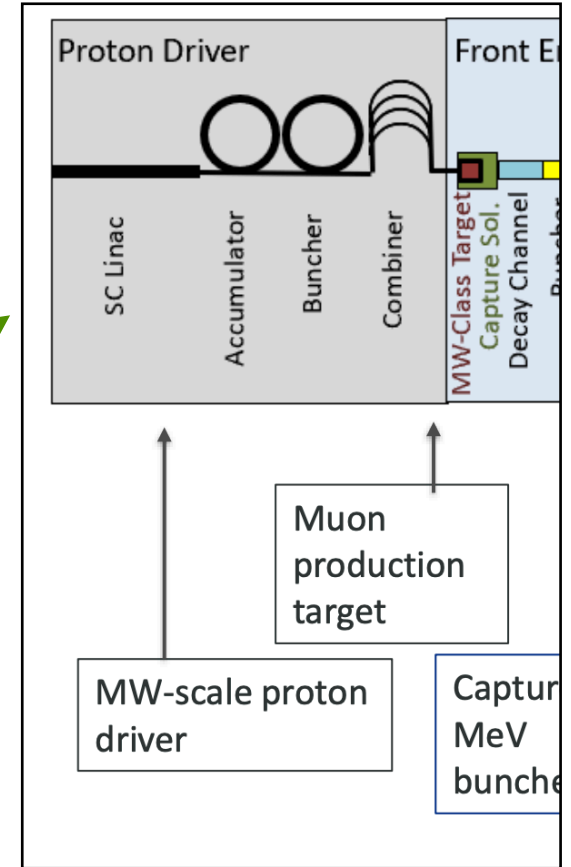 Proton Driver
Front
SC Linac
Accumulator
Buncher
Combiner
MW-Class Target
Capture Sol.
Decay Channel
Muon
production
target
MW-scale proton
driver
MeV